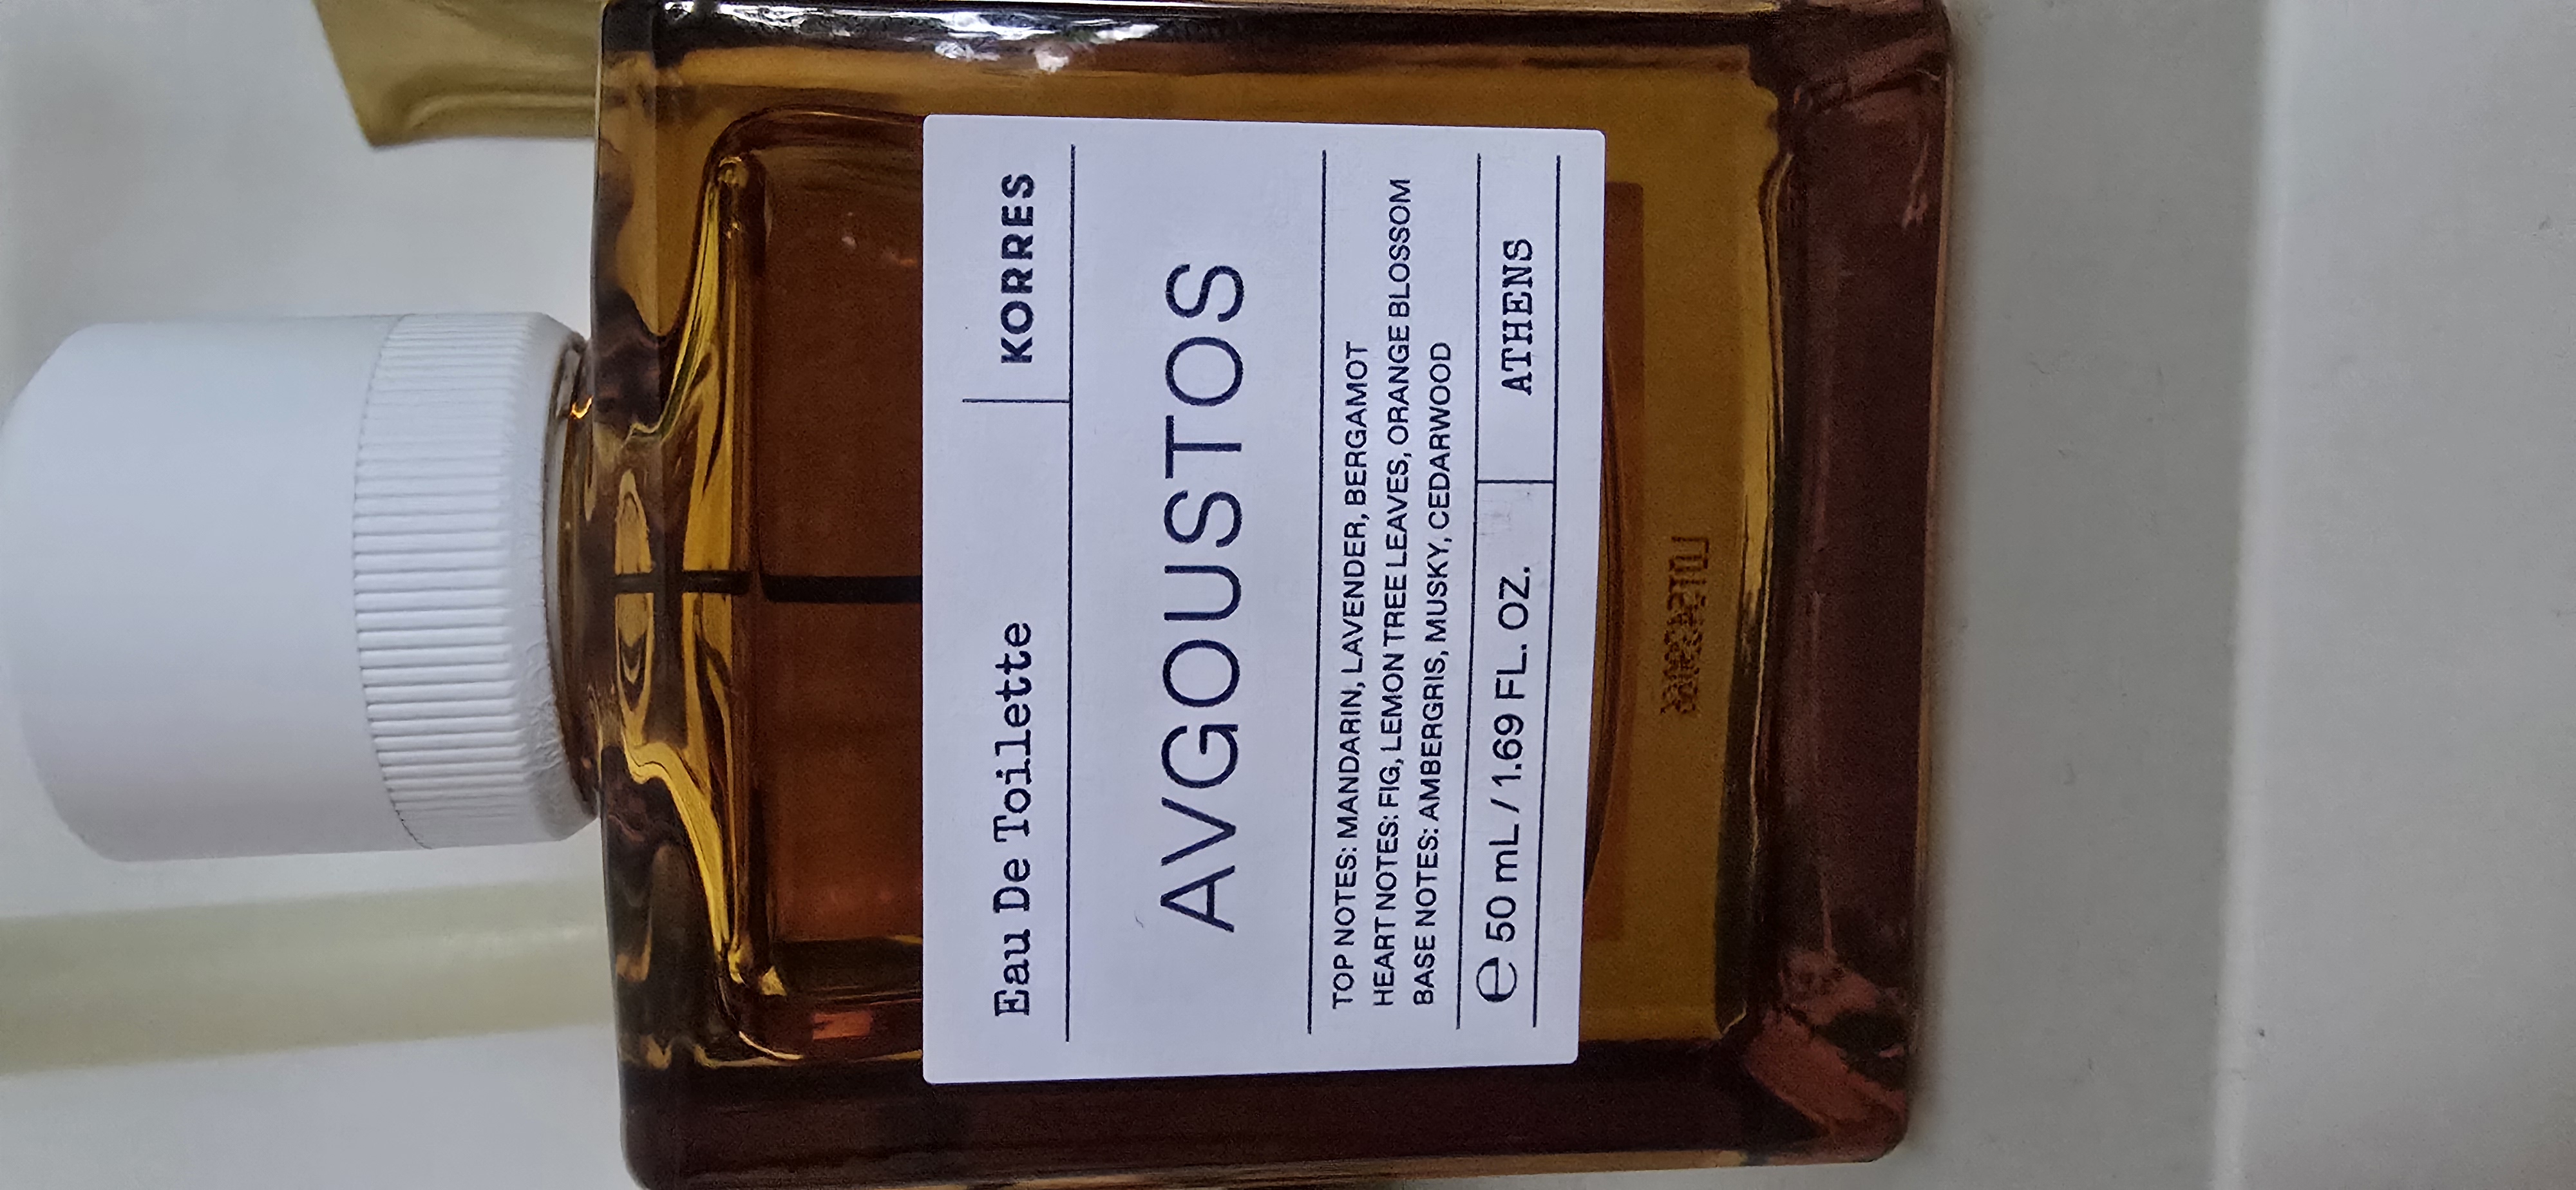 Eau De Toilette KORRES
AVGOUSTOS
TOP NOTES: MANDARIN, LAVENDER, BERGAMOT
HEART NOTES: FIG, LEMON TREE LEAVES, ORANGE BLOSSOM
BASE NOTES: AMBERGRIS, MUSKY, CEDARWOOD
℮ 50 mL / 1.69 FL. OZ. ATHENS